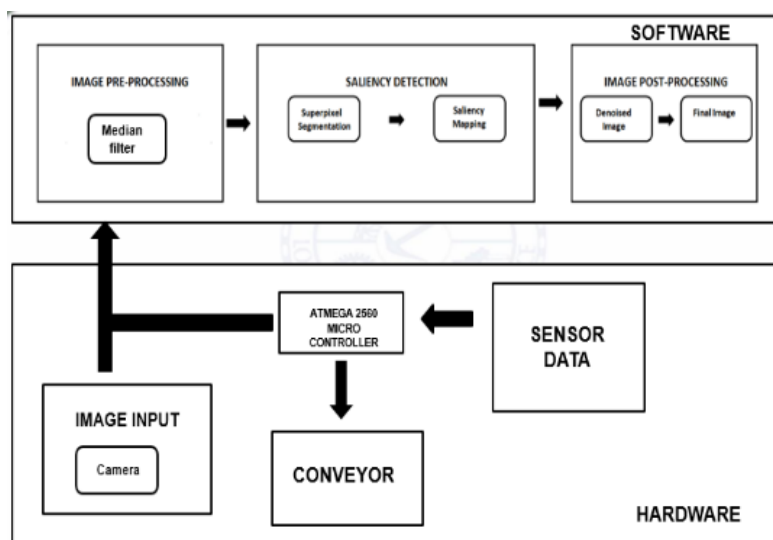 SOFTWARE
IMAGE PRE-PROCESSING
Median
filter
SALIENCY DETECTION
Superpixel
Segmentation
Saliency
Mapping
IMAGE POST-PROCESSING
Denoised
Image
Final Image
ATMEGA 2560
MICRO
CONTROLLER
SENSOR
DATA
IMAGE INPUT
Camera
CONVEYOR
HARDWARE